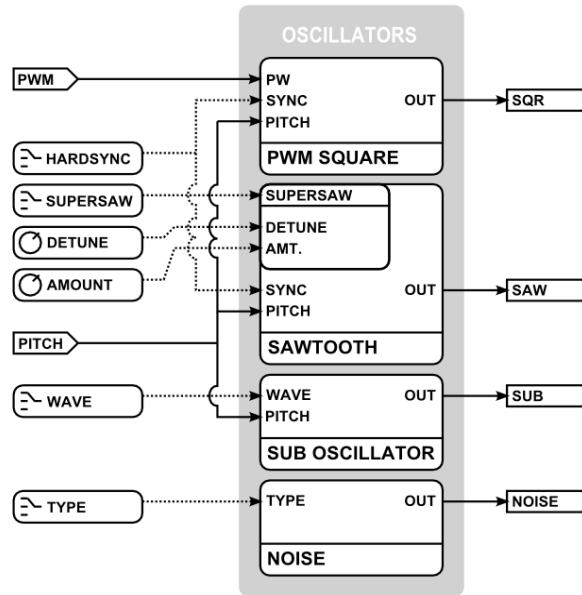 OSCILLATORS
PWM
PW
SYNC
OUT
SQR
PITCH
HARDSYNC
PWM SQUARE
SUPERSAW
SUPERSAW
DETUNE
DETUNE
AMT.
AMOUNT
SYNC
OUT
SAW
PITCH
PITCH
SAWTOOTH
WAVE
WAVE
OUT
SUB
PITCH
SUB OSCILLATOR
TYPE
TYPE
OUT
NOISE
NOISE